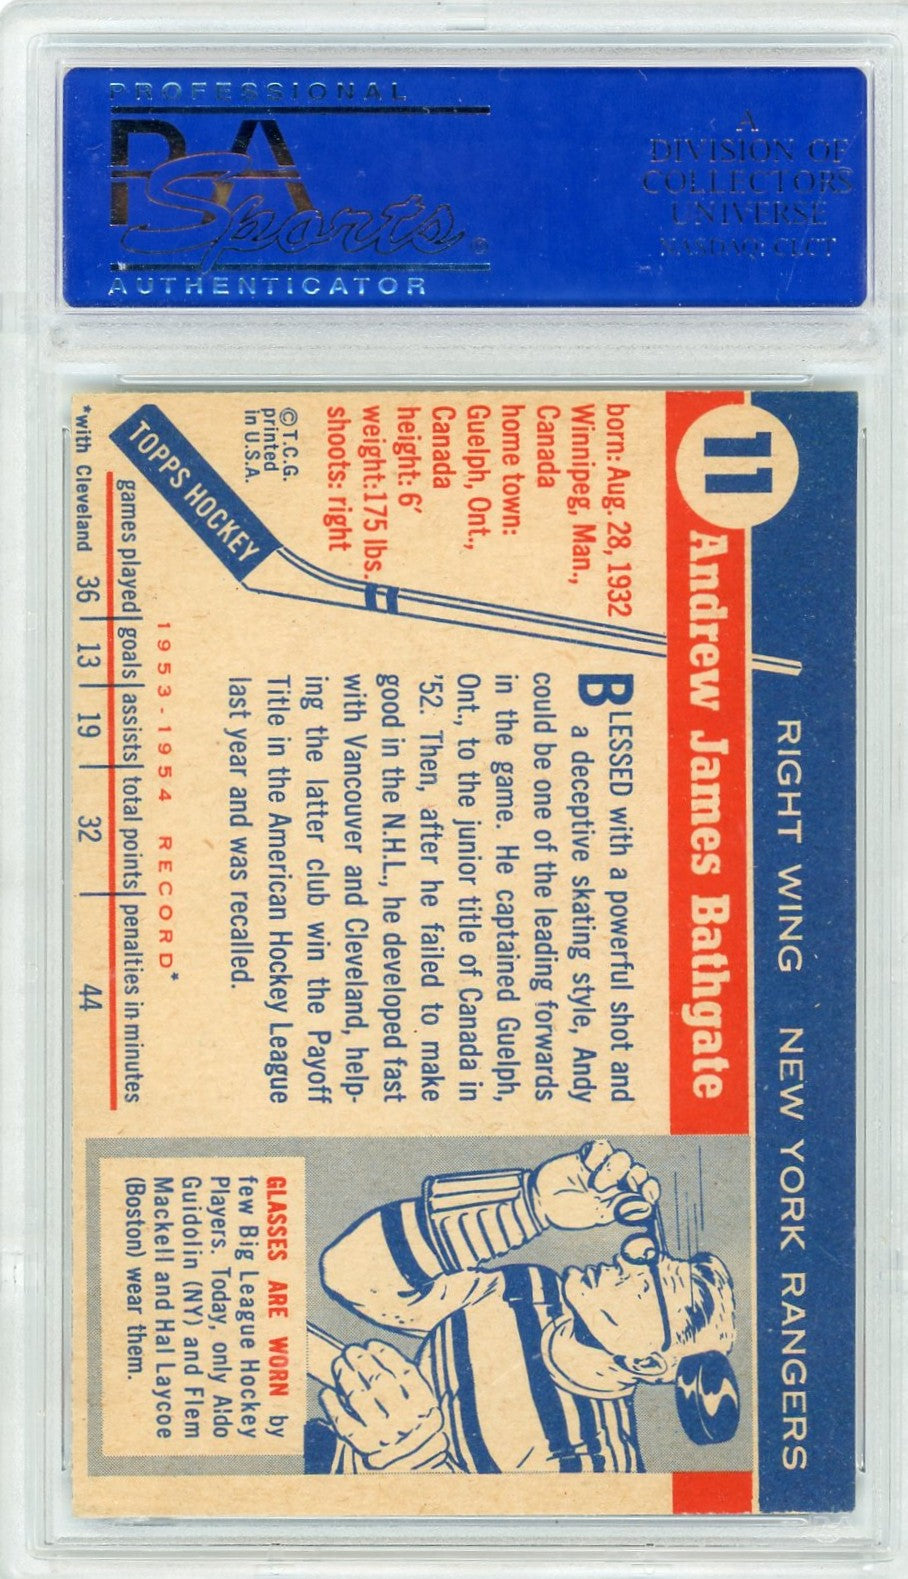 PROFESSIONAL
PSA
Sports®
AUTHENTICATOR
A
DIVISION OF
COLLECTORS
UNIVERSE
NASDAQ: CLCT
RIGHT WING NEW YORK RANGERS
11
Andrew James Bathgate
born: Aug. 28, 1932
Winnipeg, Man.,
Canada
home town:
Guelph, Ont.,
Canada
height: 6′
weight: 175 lbs.
shoots: right
© T.C.G.
printed
in U.S.A.
TOPPS HOCKEY
BLESSED with a powerful shot and
a deceptive skating style, Andy
could be one of the leading forwards
in the game. He captained Guelph,
Ont., to the junior title of Canada in
'52. Then, after he failed to make
good in the N.H.L., he developed fast
with Vancouver and Cleveland, help-
ing the latter club win the Payoff
Title in the American Hockey League
last year and was recalled.
1953-1954 RECORD*
games played | goals | assists | total points | penalties in minutes
*with Cleveland 36 | 13 | 19 | 32 | 44
GLASSES ARE WORN by
few Big League Hockey
Players. Today, only Aldo
Guidolin (NY) and Flem
Mackell and Hal Laycoe
(Boston) wear them.